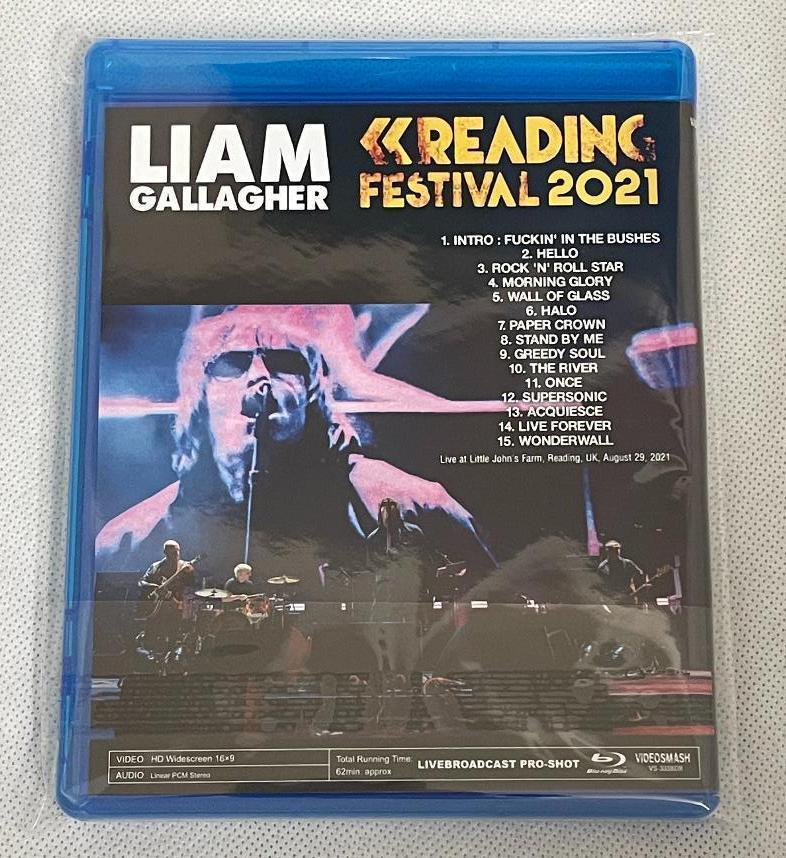 LIAM
GALLAGHER
READING
FESTIVAL 2021
1. INTRO : FUCKIN' IN THE BUSHES
2. HELLO
3. ROCK 'N' ROLL STAR
4. MORNING GLORY
5. WALL OF GLASS
6. HALO
7. PAPER CROWN
8. STAND BY ME
9. GREEDY SOUL
10. THE RIVER
11. ONCE
12. SUPERSONIC
13. ACQUIESCE
14. LIVE FOREVER
15. WONDERWALL
Live at Little John's Farm, Reading, UK, August 29, 2021
VIDEO HD Widescreen 16×9
AUDIO Linear PCM Stereo
Total Running Time:
62min. approx
LIVEBROADCAST PRO-SHOT
Blu-ray Disc
VIDEOSMASH